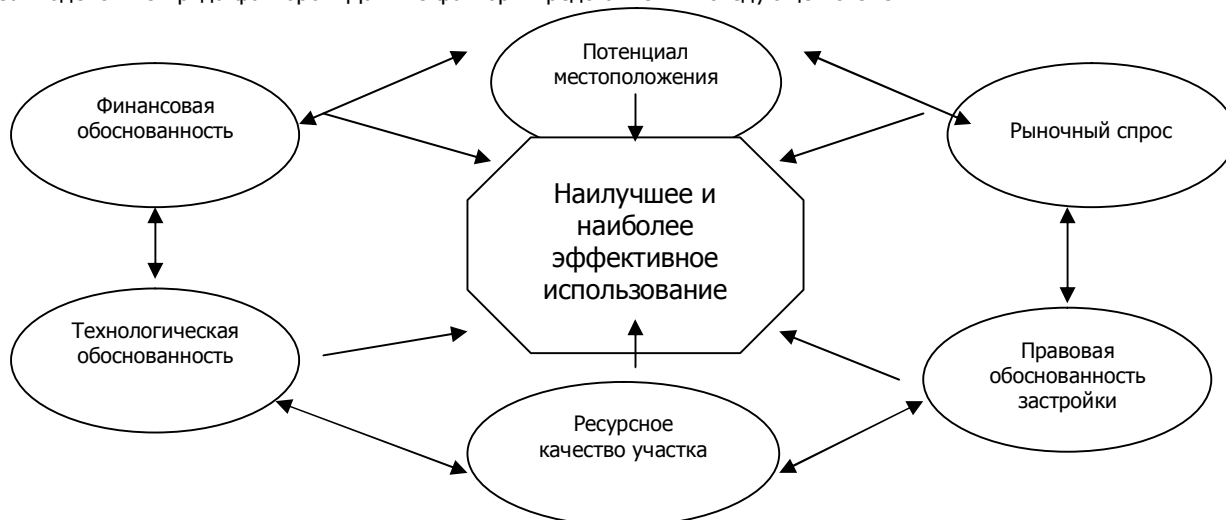 Потенциал
местоположения
Финансовая
обоснованность
Рыночный спрос
Наилучшее и
наиболее
эффективное
использование
Технологическая
обоснованность
Правовая
обоснованность
застройки
Ресурсное
качество участка